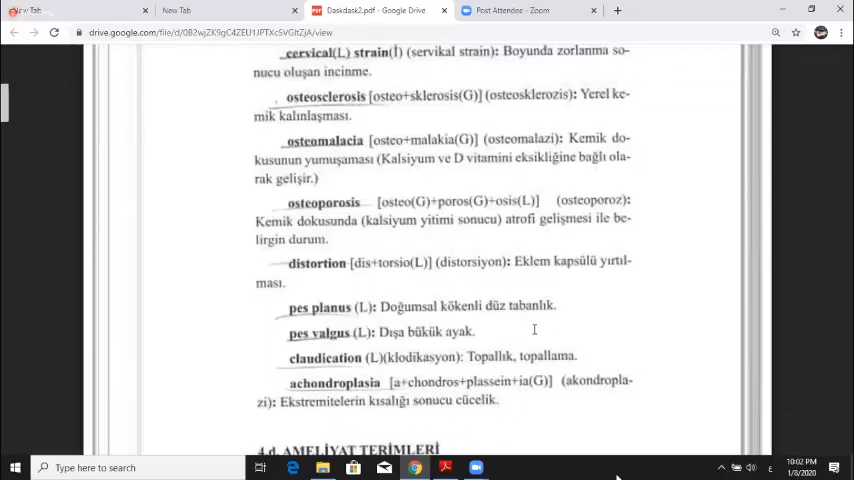 New Tab
New Tab
Daskdask2.pdf - Google Drive
Post Attendee - Zoom
drive.google.com/file/d/0B2wjZK9gC4ZEU1JPTXc5VGltZjA/view
cervical(L) strain(İ) (servikal strain): Boyunda zorlanma so-
nucu oluşan incinme.
osteosclerosis [osteo+sklerosis(G)] (osteosklerozis): Yerel ke-
mik kalınlaşması.
osteomalacia [osteo+malakia(G)] (osteomalazi): Kemik do-
kusunun yumuşaması (Kalsiyum ve D vitamini eksikliğine bağlı ola-
rak gelişir.)
osteoporosis [osteo(G)+poros(G)+osis(L)] (osteoporoz):
Kemik dokusunda (kalsiyum yitimi sonucu) atrofi gelişmesi ile be-
lirgin durum.
distortion [dis+torsio(L)] (distorsiyon): Eklem kapsülü yırtıl-
ması.
pes planus (L): Doğumsal kökenli düz tabanlık.
pes valgus (L): Dışa bükük ayak.
claudication (L)(klodikasyon): Topallık, topallama.
achondroplasia [a+chondros+plassein+ia(G)] (akondropla-
zi): Ekstremitelerin kısalığı sonucu cücelik.
4.d. AMELİYAT TERİMLERİ
Type here to search
10:02 PM
1/8/2020